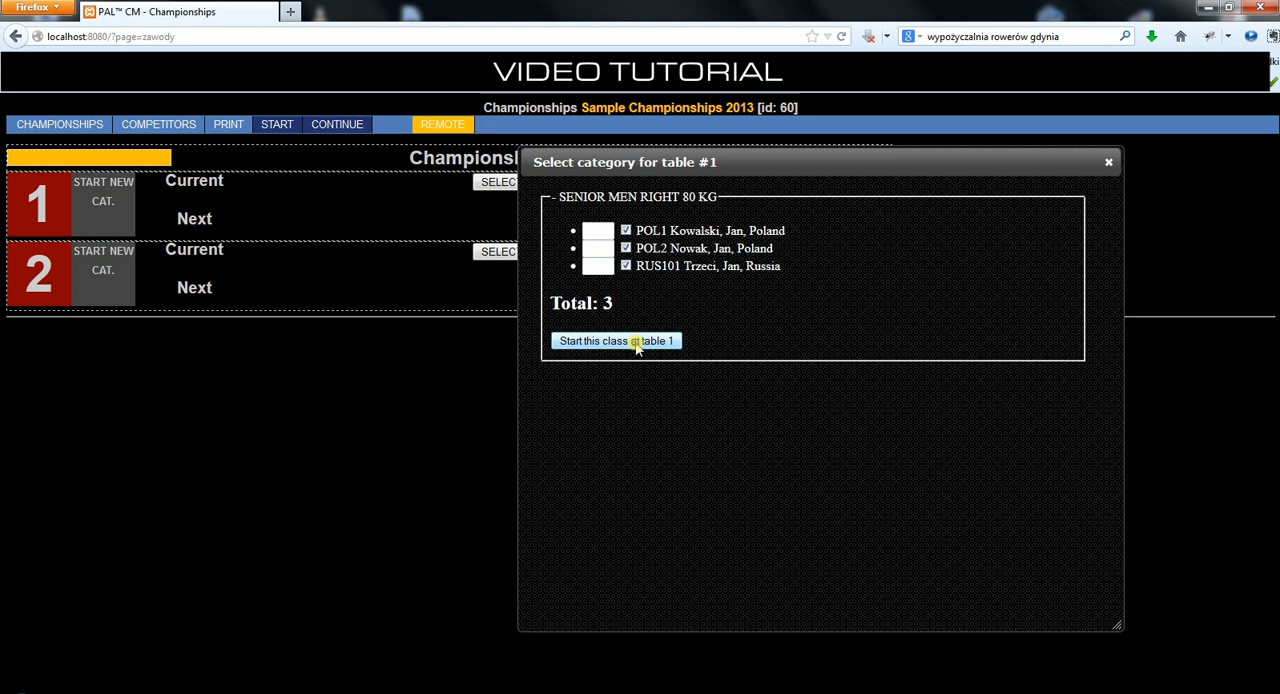 Firefox
PAL™ CM - Championships
localhost:8080/?page=zawody
wypożyczalnia rowerów gdynia
VIDEO TUTORIAL
Championships Sample Championships 2013 [id: 60]
CHAMPIONSHIPS COMPETITORS PRINT START CONTINUE REMOTE
Select category for table #1
1 START NEW CAT.
Current
Next
SELEC
2 START NEW CAT.
Current
Next
SELEC
- SENIOR MEN RIGHT 80 KG
POL1 Kowalski, Jan, Poland
POL2 Nowak, Jan, Poland
RUS101 Trzeci, Jan, Russia
Total: 3
Start this class at table 1